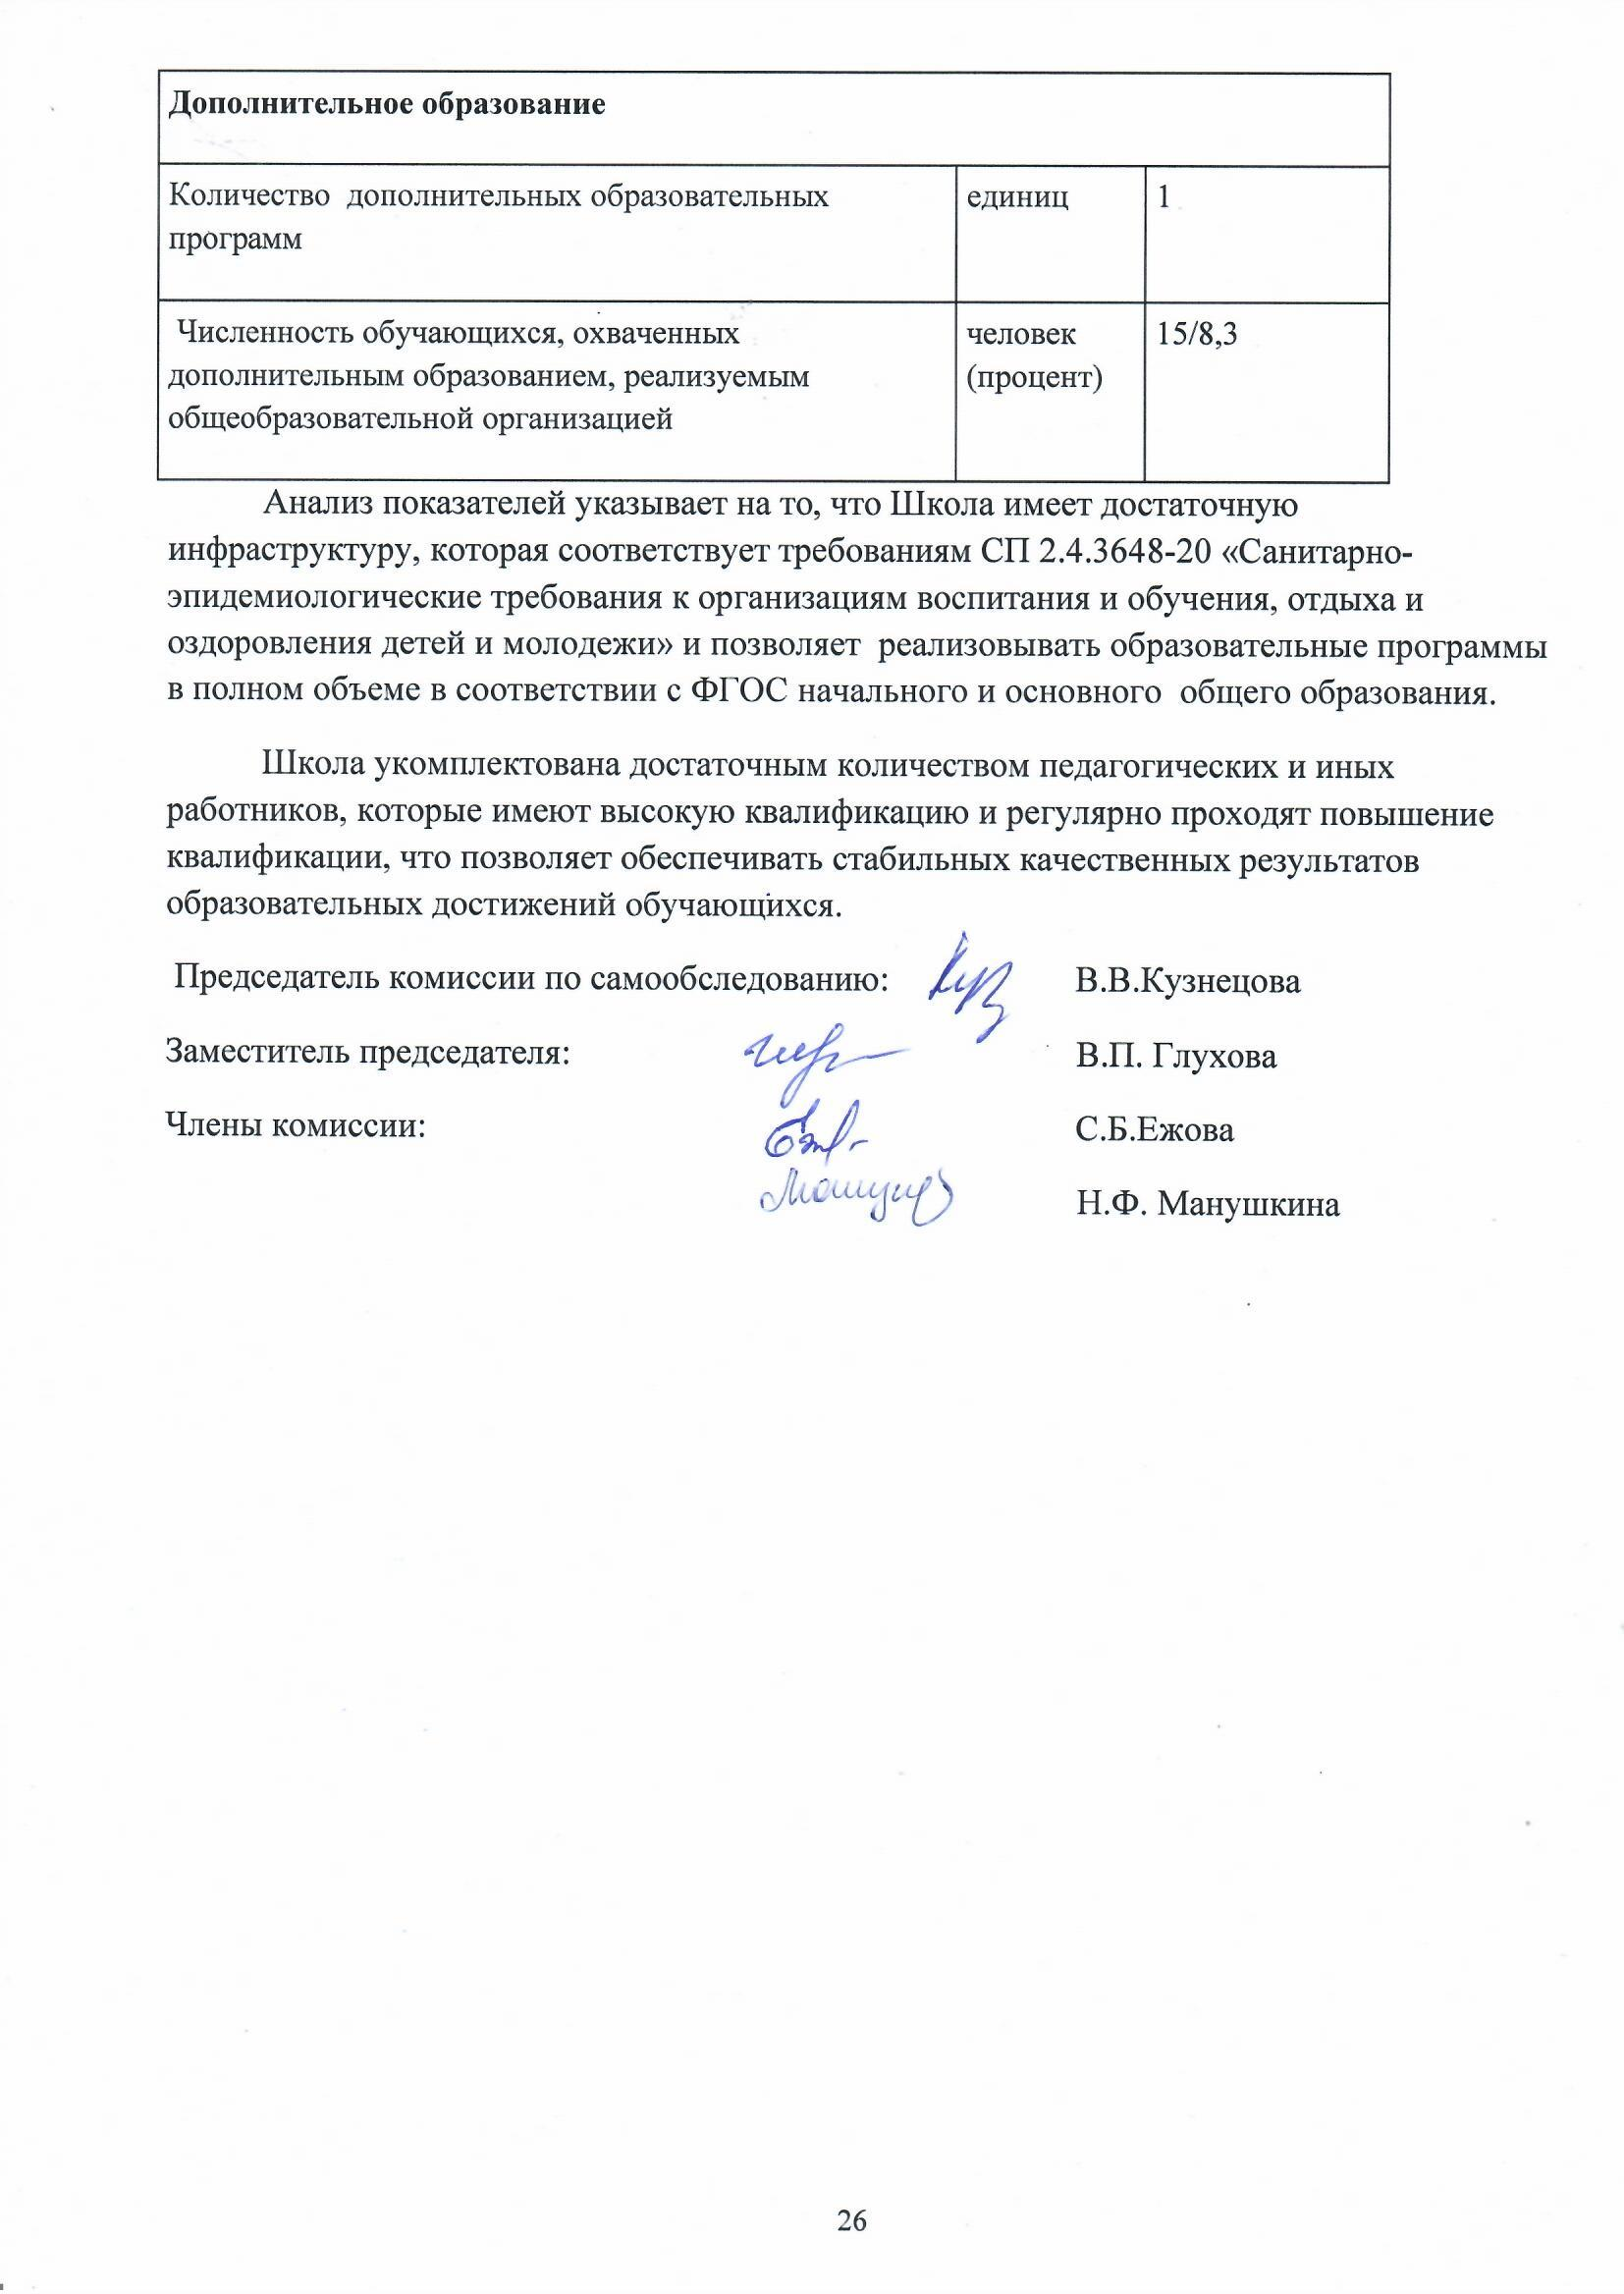 Дополнительное образование
Количество дополнительных образовательных
программ
единиц
1
Численность обучающихся, охваченных
дополнительным образованием, реализуемым
общеобразовательной организацией
человек
(процент)
15/8,3
Анализ показателей указывает на то, что Школа имеет достаточную
инфраструктуру, которая соответствует требованиям СП 2.4.3648-20 «Санитарно-
эпидемиологические требования к организациям воспитания и обучения, отдыха и
оздоровления детей и молодежи» и позволяет реализовывать образовательные программы
в полном объеме в соответствии с ФГОС начального и основного общего образования.
Школа укомплектована достаточным количеством педагогических и иных
работников, которые имеют высокую квалификацию и регулярно проходят повышение
квалификации, что позволяет обеспечивать стабильных качественных результатов
образовательных достижений обучающихся.
Председатель комиссии по самообследованию: В.В.Кузнецова
Заместитель председателя: В.П. Глухова
Члены комиссии: С.Б.Ежова
Н.Ф. Манушкина
26